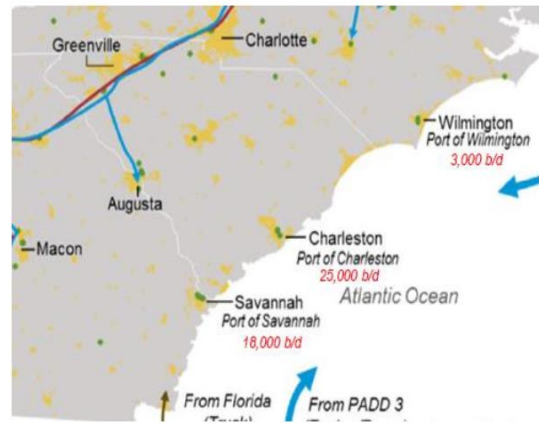 Greenville
Charlotte
Wilmington
Port of Wilmington
3,000 b/d
Augusta
Macon
Charleston
Port of Charleston
25,000 b/d
Atlantic Ocean
Savannah
Port of Savannah
18,000 b/d
From Florida
From PADD 3